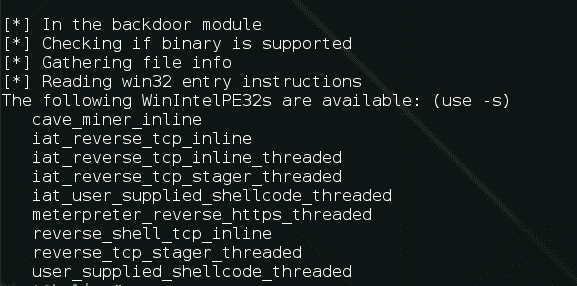 [*] In the backdoor module
[*] Checking if binary is supported
[*] Gathering file info
[*] Reading win32 entry instructions
The following WinIntelPE32s are available: (use -s)
cave_miner_inline
iat_reverse_tcp_inline
iat_reverse_tcp_inline_threaded
iat_reverse_tcp_stager_threaded
iat_user_supplied_shellcode_threaded
meterpreter_reverse_https_threaded
reverse_shell_tcp_inline
reverse_tcp_stager_threaded
user_supplied_shellcode_threaded